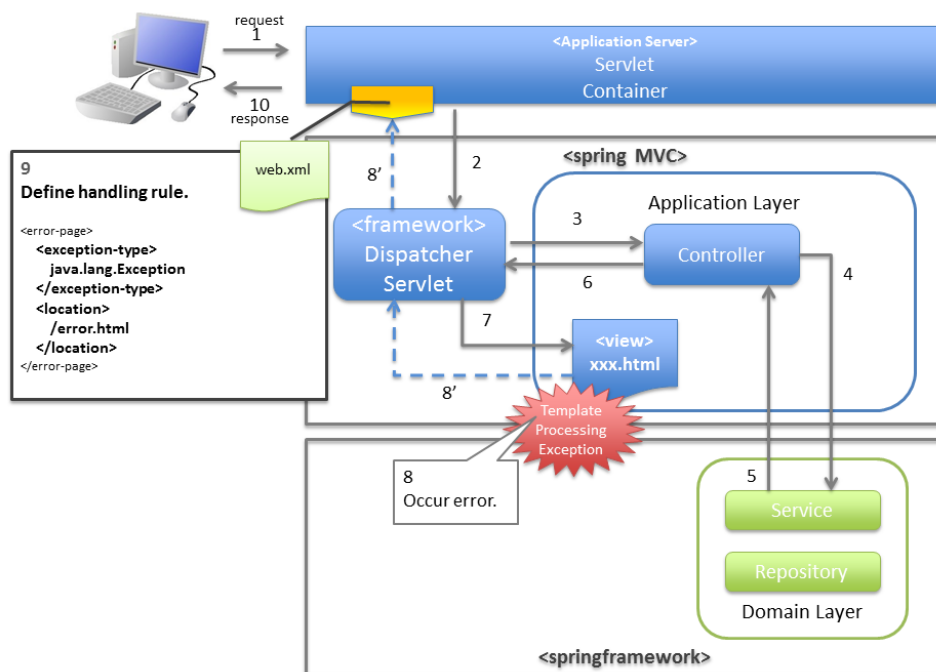 request
1
10
response
<Application Server>
Servlet
Container
9
Define handling rule.
<error-page>
<exception-type>
java.lang.Exception
</exception-type>
<location>
/error.html
</location>
</error-page>
web.xml
8’
2
<spring MVC>
Application Layer
<framework>
Dispatcher
Servlet
3
6
Controller
4
7
<view>
xxx.html
8’
Template
Processing
Exception
8
Occur error.
5
Service
Repository
Domain Layer
<springframework>